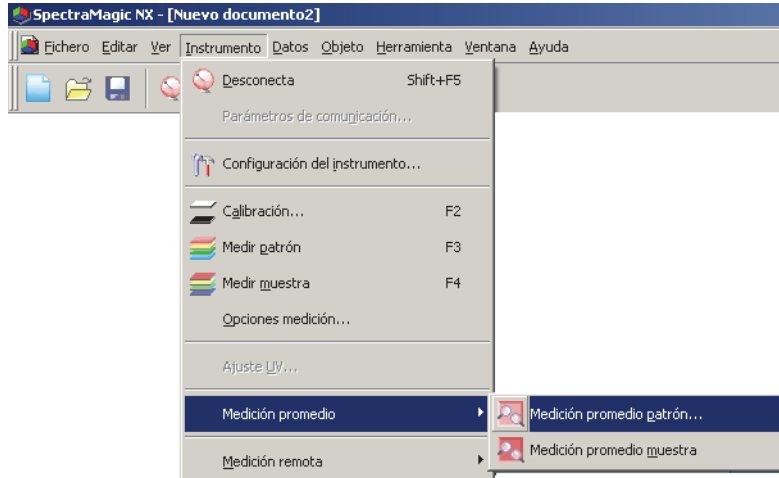 SpectraMagic NX - [Nuevo documento2]
Fichero Editar Ver Instrumento Datos Objeto Herramienta Ventana Ayuda
Desconecta Shift+F5
Parámetros de comunicación...
Configuración del instrumento...
Calibración... F2
Medir patrón F3
Medir muestra F4
Opciones medición...
Ajuste UV...
Medición promedio
Medición promedio patrón...
Medición promedio muestra
Medición remota